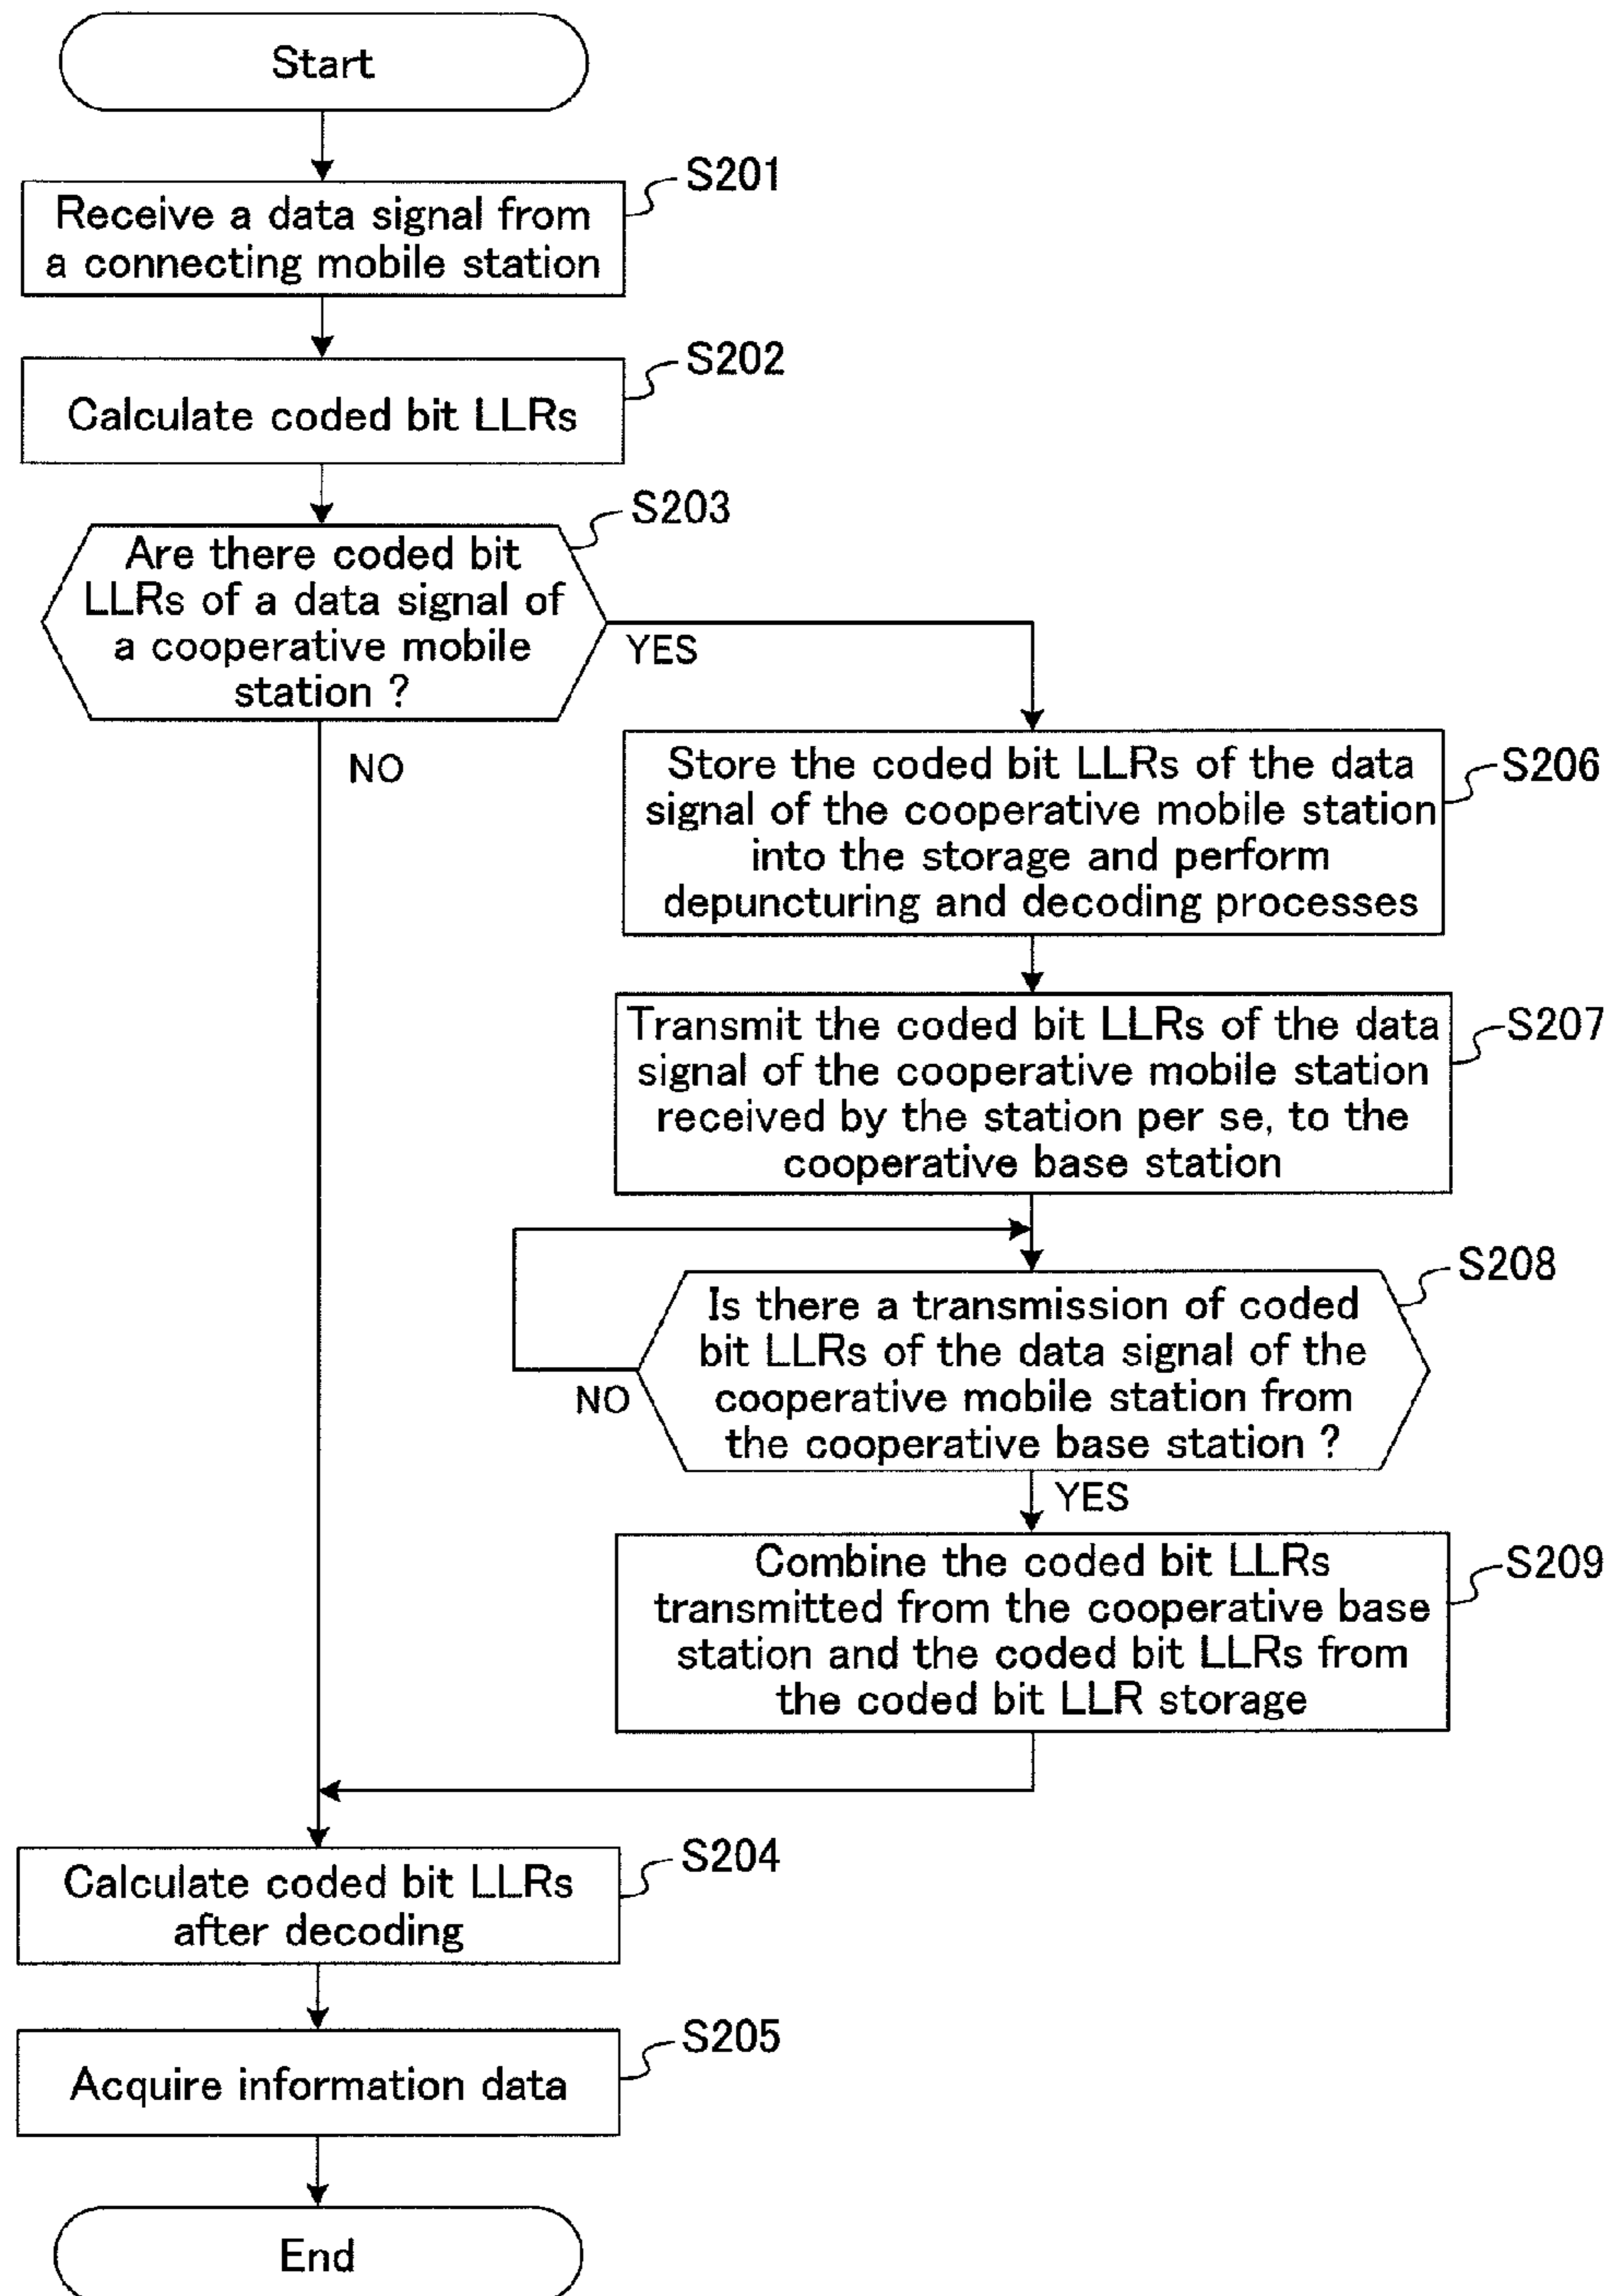 Start
S201
Receive a data signal from
a connecting mobile station
S202
Calculate coded bit LLRs
S203
Are there coded bit
LLRs of a data signal of
a cooperative mobile
station ?
YES
NO
S206
Store the coded bit LLRs of the data
signal of the cooperative mobile station
into the storage and perform
depuncturing and decoding processes
S207
Transmit the coded bit LLRs of the data
signal of the cooperative mobile station
received by the station per se, to the
cooperative base station
S208
Is there a transmission of coded
bit LLRs of the data signal of the
cooperative mobile station from
the cooperative base station ?
NO
YES
S209
Combine the coded bit LLRs
transmitted from the cooperative base
station and the coded bit LLRs from
the coded bit LLR storage
S204
Calculate coded bit LLRs
after decoding
S205
Acquire information data
End